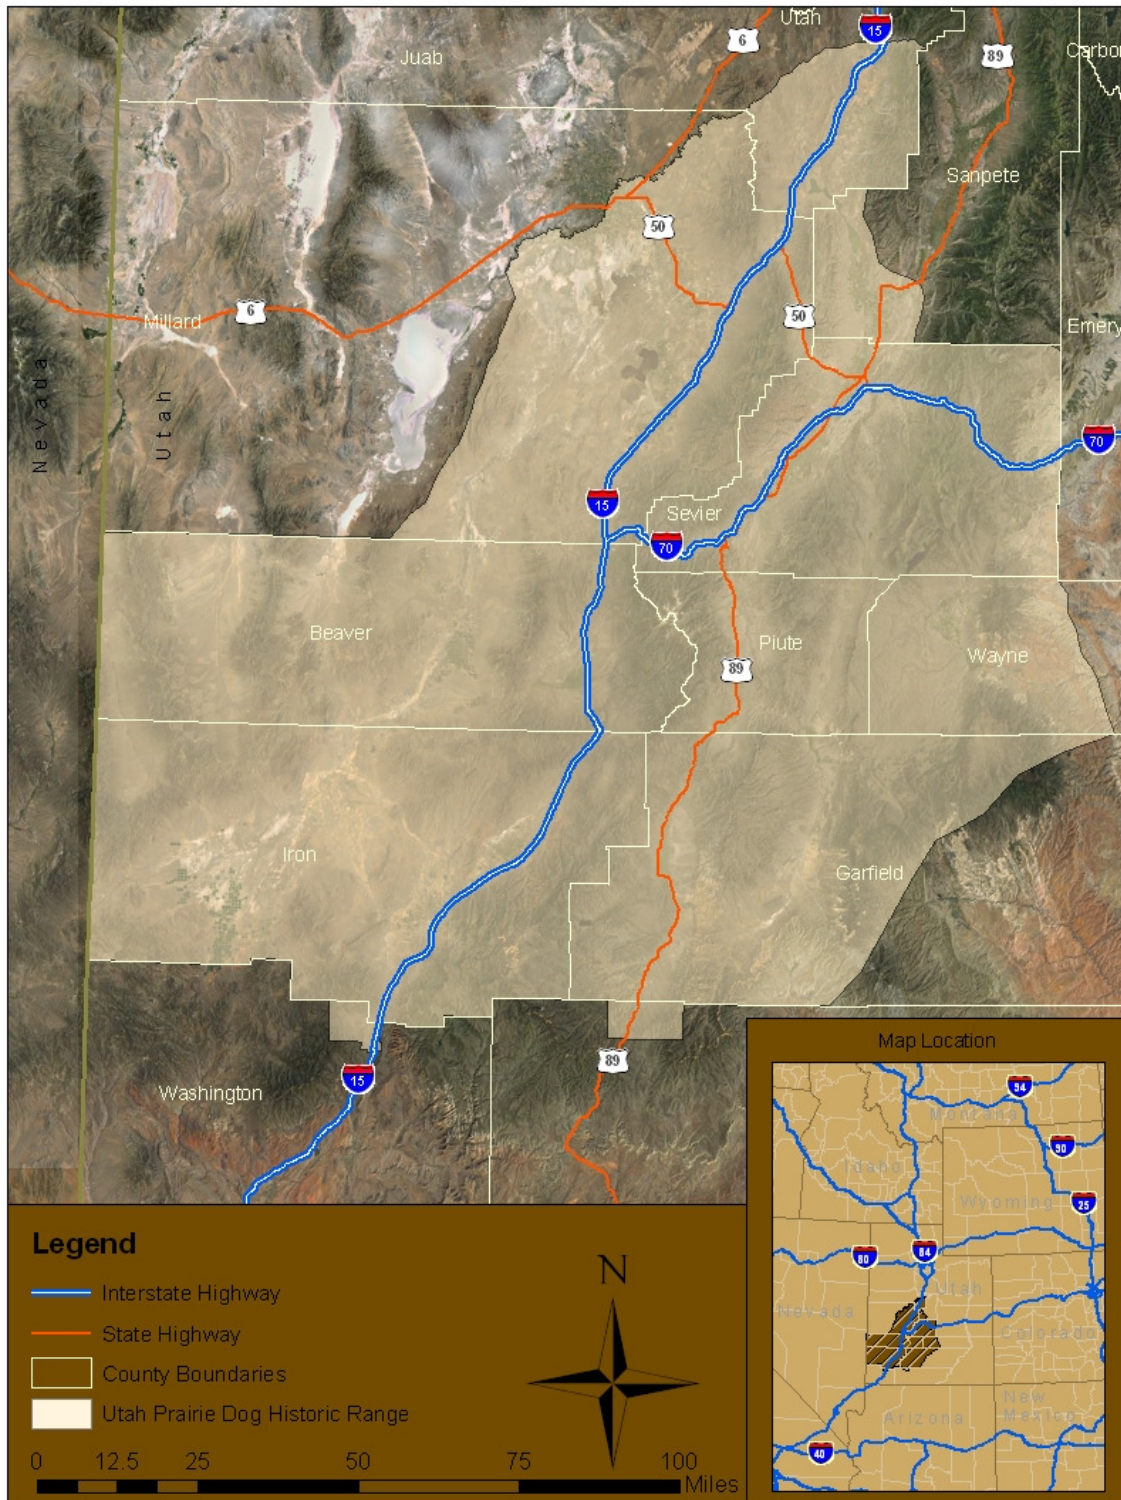 Utah
15
6
89
Juab
Carbon
Sanpete
50
6
50
Millard
Emery
Nevada
Utah
70
15
Sevier
70
Beaver
Piute
Wayne
89
Iron
Garfield
89
15
Washington
Map Location
94
Montana
90
Idaho
Wyoming
25
84
80
Utah
Nevada
Colorado
New
Mexico
Arizona
40
Legend
Interstate Highway
State Highway
County Boundaries
Utah Prairie Dog Historic Range
N
0 12.5 25 50 75 100
Miles